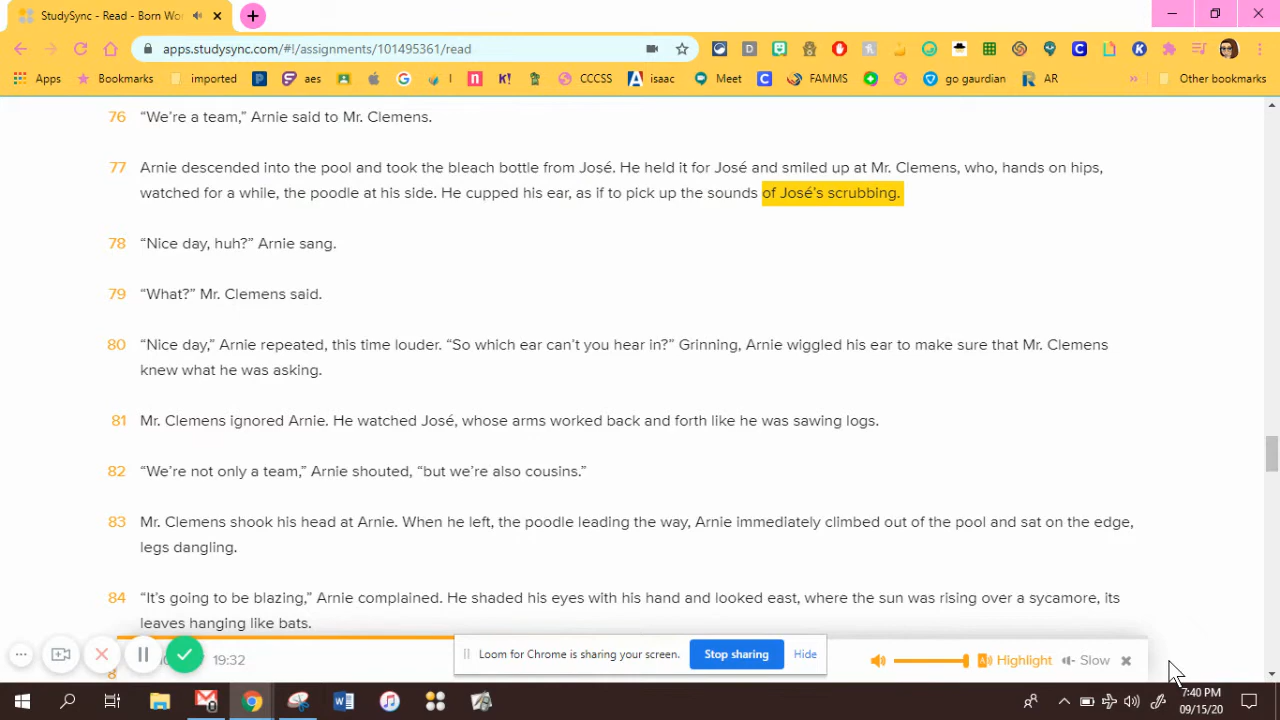 StudySync - Read - Born Wo
apps.studysync.com/#!/assignments/101495361/read
Apps Bookmarks imported aes I K! CCCSS isaac Meet FAMMS go gaurdian AR » Other bookmarks
76 “We’re a team,” Arnie said to Mr. Clemens.
77 Arnie descended into the pool and took the bleach bottle from José. He held it for José and smiled up at Mr. Clemens, who, hands on hips,
watched for a while, the poodle at his side. He cupped his ear, as if to pick up the sounds of José’s scrubbing.
78 “Nice day, huh?” Arnie sang.
79 “What?” Mr. Clemens said.
80 “Nice day,” Arnie repeated, this time louder. “So which ear can’t you hear in?” Grinning, Arnie wiggled his ear to make sure that Mr. Clemens
knew what he was asking.
81 Mr. Clemens ignored Arnie. He watched José, whose arms worked back and forth like he was sawing logs.
82 “We’re not only a team,” Arnie shouted, “but we’re also cousins.”
83 Mr. Clemens shook his head at Arnie. When he left, the poodle leading the way, Arnie immediately climbed out of the pool and sat on the edge,
legs dangling.
84 “It's going to be blazing,” Arnie complained. He shaded his eyes with his hand and looked east, where the sun was rising over a sycamore, its
leaves hanging like bats.
19:32 Loom for Chrome is sharing your screen. Stop sharing Hide Highlight Slow
7:40 PM
09/15/20